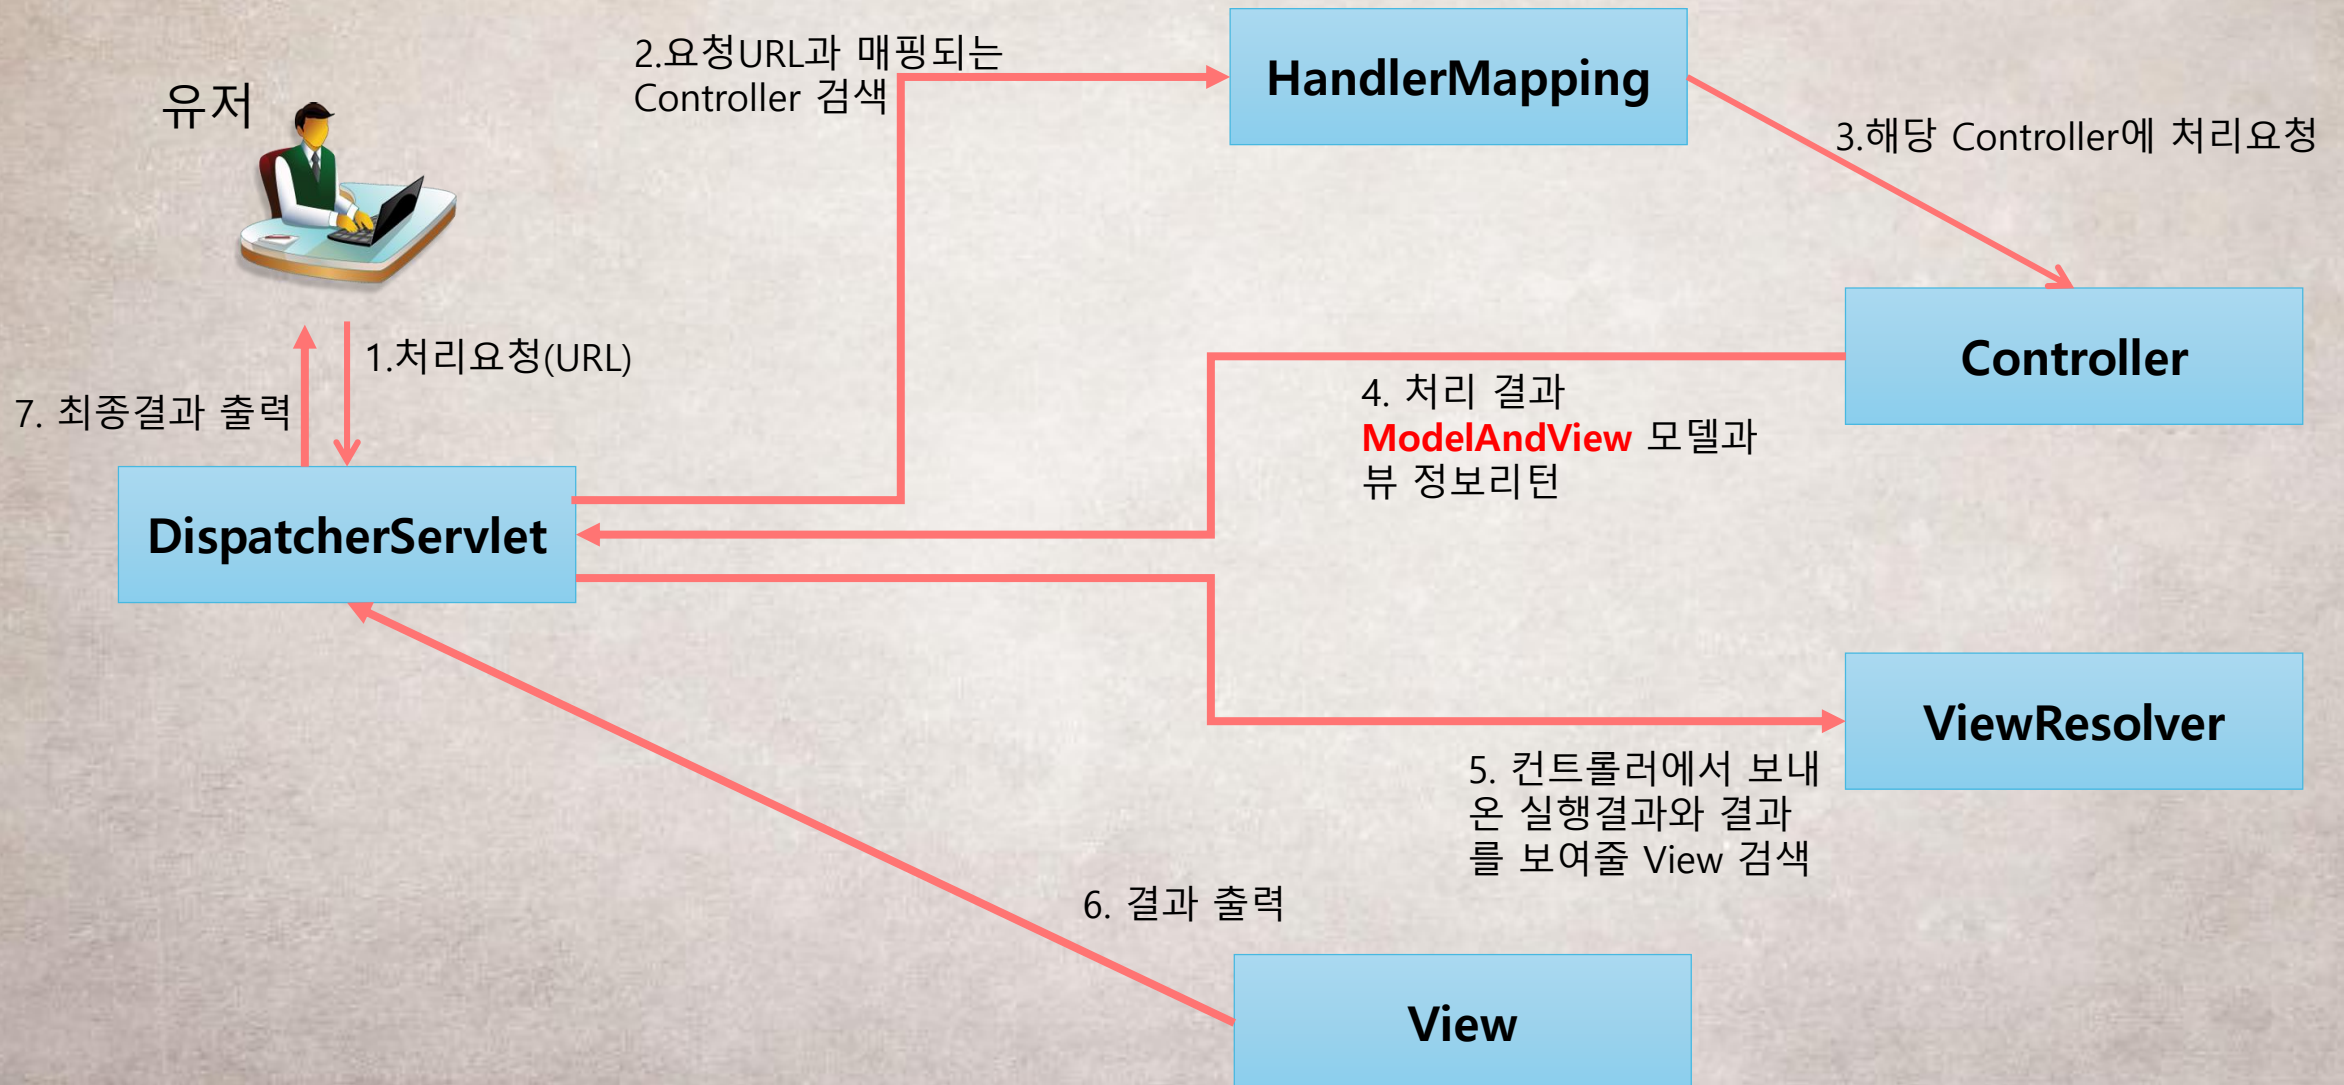 유저
2.요청URL과 매핑되는
Controller 검색
HandlerMapping
3.해당 Controller에 처리요청
1.처리요청(URL)
7. 최종결과 출력
Controller
4. 처리 결과
ModelAndView 모델과
뷰 정보리턴
DispatcherServlet
ViewResolver
5. 컨트롤러에서 보내
온 실행결과와 결과
를 보여줄 View 검색
6. 결과 출력
View